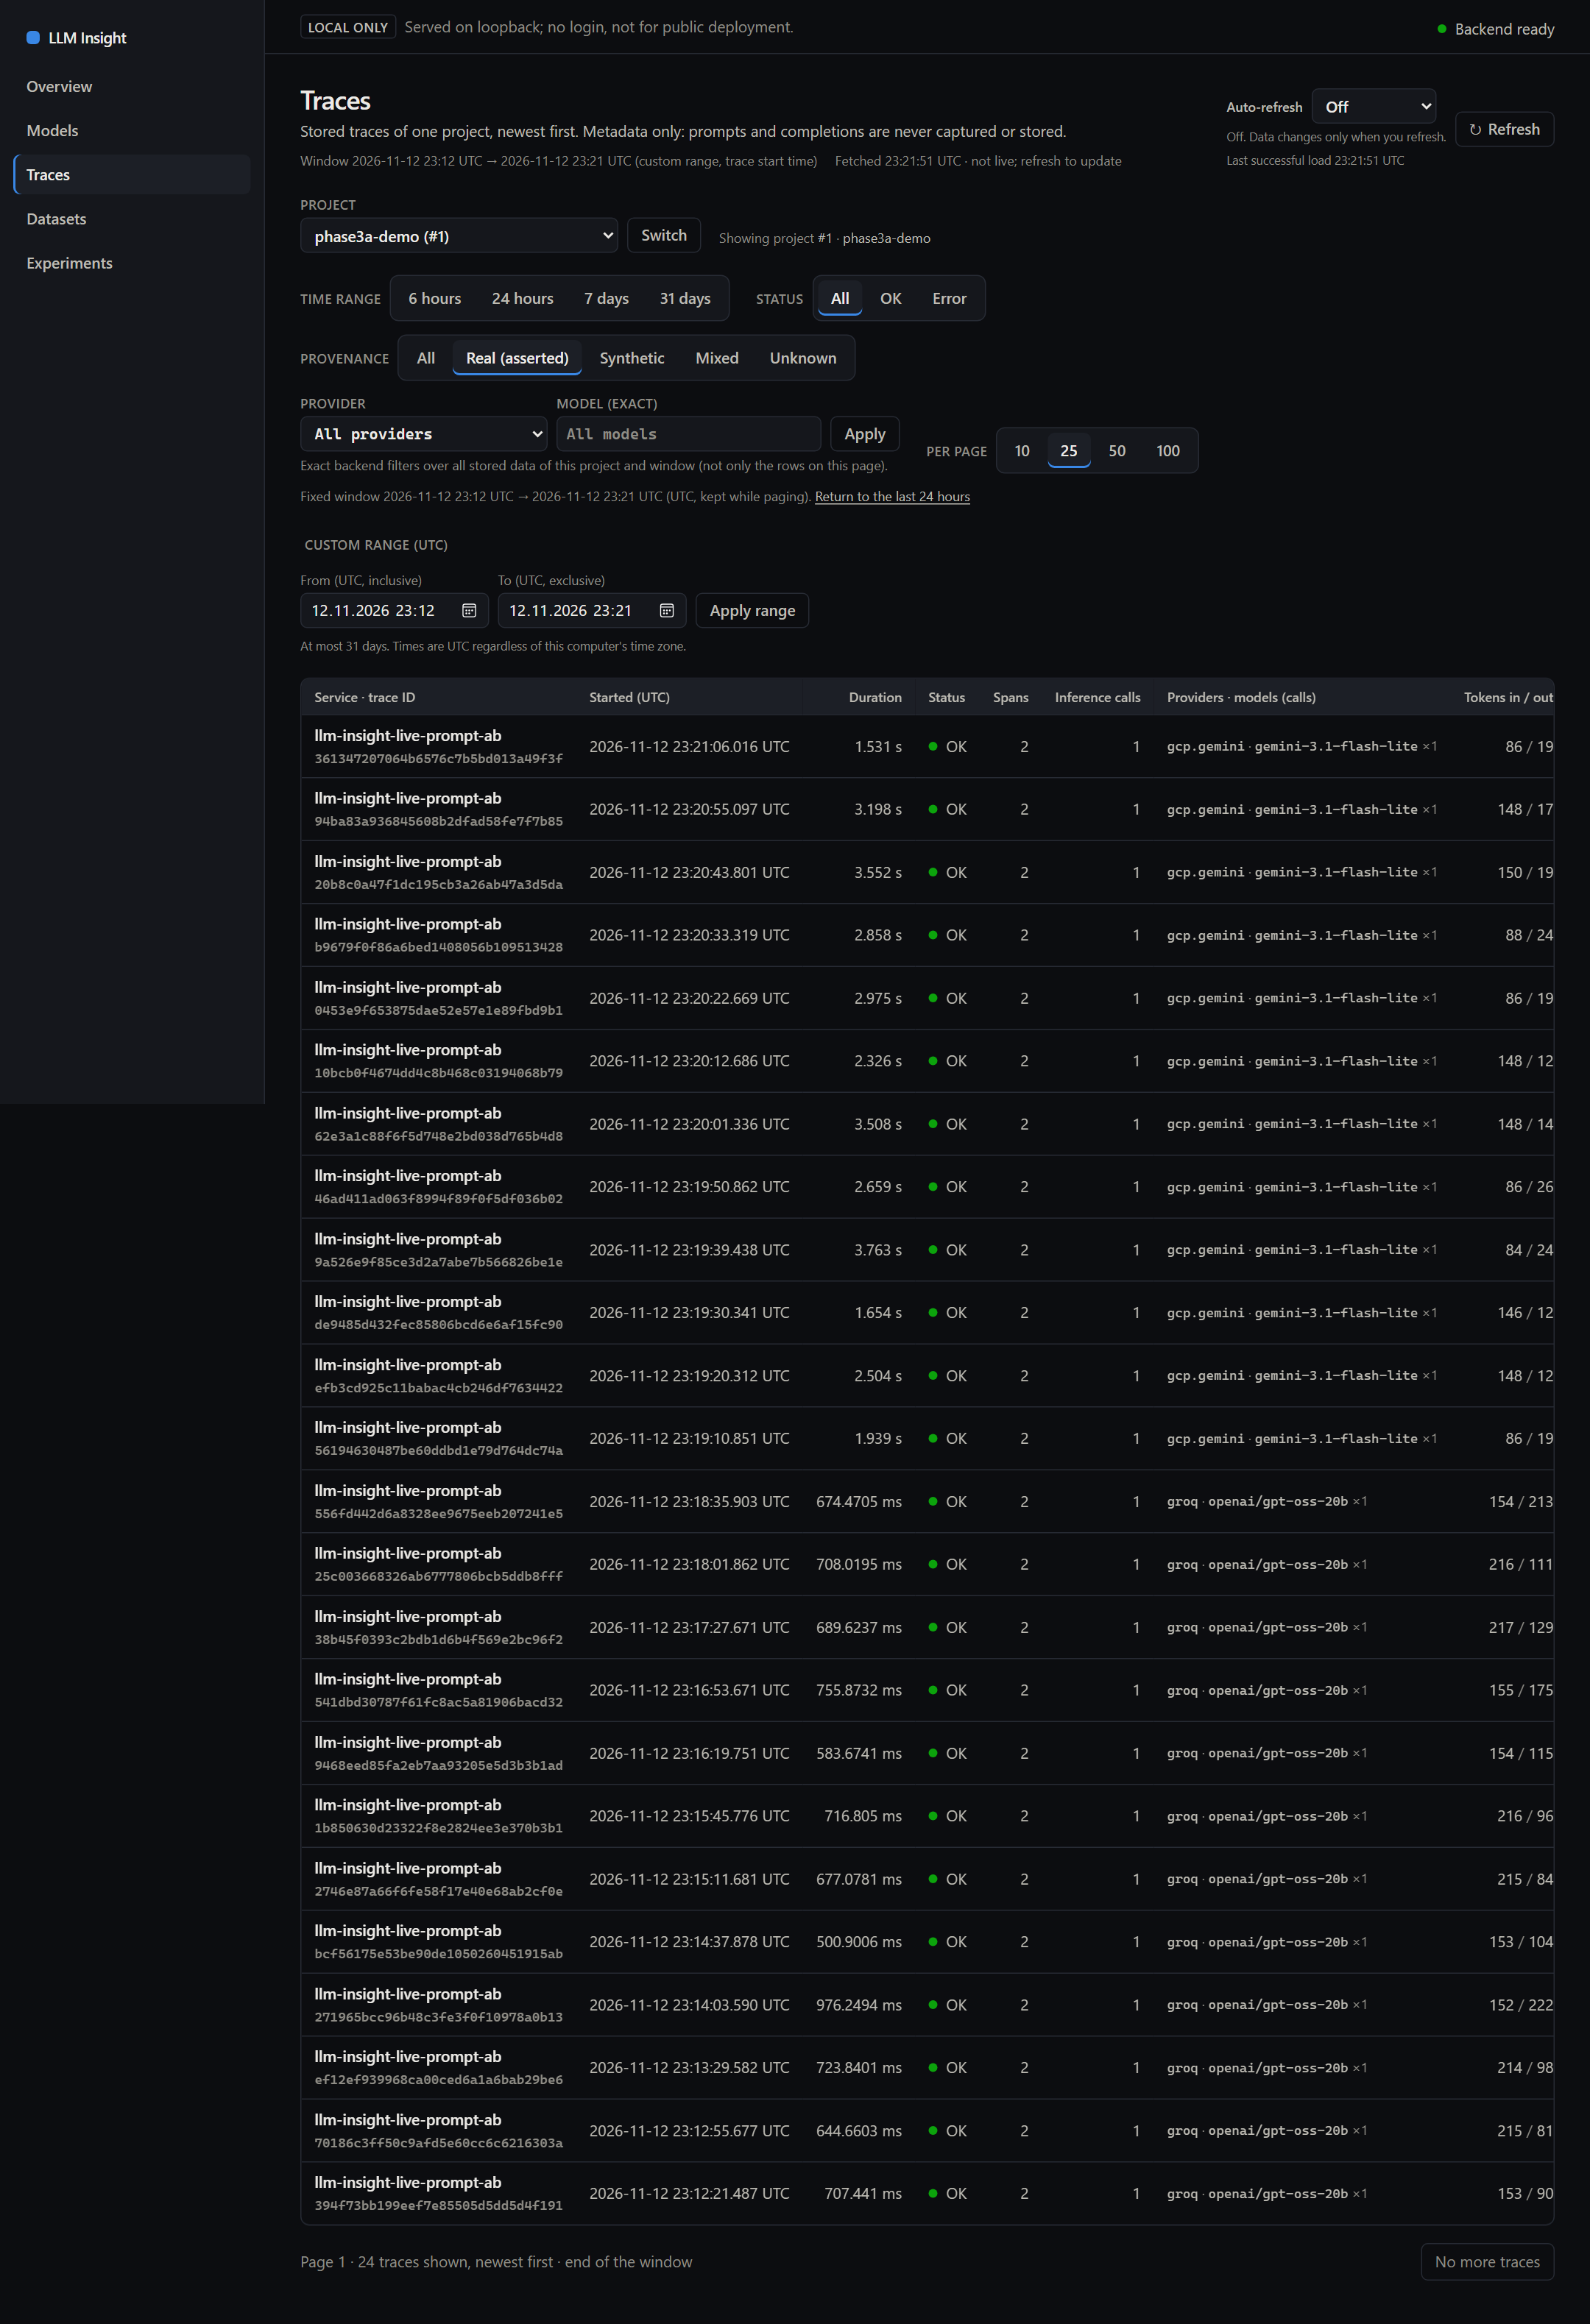 LLM Insight
Overview
Models
Traces
Datasets
Experiments
LOCAL ONLY Served on loopback; no login, not for public deployment.
Backend ready
Traces
Stored traces of one project, newest first. Metadata only: prompts and completions are never captured or stored.
Window 2026-11-12 23:12 UTC → 2026-11-12 23:21 UTC (custom range, trace start time) Fetched 23:21:51 UTC · not live; refresh to update
Auto-refresh Off
Off. Data changes only when you refresh.
Last successful load 23:21:51 UTC
↻ Refresh
PROJECT
phase3a-demo (#1) Switch Showing project #1 · phase3a-demo
TIME RANGE 6 hours 24 hours 7 days 31 days STATUS All OK Error
PROVENANCE All Real (asserted) Synthetic Mixed Unknown
PROVIDER MODEL (EXACT)
All providers All models Apply PER PAGE 10 25 50 100
Exact backend filters over all stored data of this project and window (not only the rows on this page).
Fixed window 2026-11-12 23:12 UTC → 2026-11-12 23:21 UTC (UTC, kept while paging). Return to the last 24 hours
CUSTOM RANGE (UTC)
From (UTC, inclusive) To (UTC, exclusive)
12.11.2026 23:12 12.11.2026 23:21 Apply range
At most 31 days. Times are UTC regardless of this computer's time zone.
Service · trace ID Started (UTC) Duration Status Spans Inference calls Providers · models (calls) Tokens in / out
llm-insight-live-prompt-ab
361347207064b6576c7b5bd013a49f3f 2026-11-12 23:21:06.016 UTC 1.531 s OK 2 1 gcp.gemini · gemini-3.1-flash-lite ×1 86 / 19
llm-insight-live-prompt-ab
94ba83a936845608b2dfad58fe7f7b85 2026-11-12 23:20:55.097 UTC 3.198 s OK 2 1 gcp.gemini · gemini-3.1-flash-lite ×1 148 / 17
llm-insight-live-prompt-ab
20b8c0a47f1dc195cb3a26ab47a3d5da 2026-11-12 23:20:43.801 UTC 3.552 s OK 2 1 gcp.gemini · gemini-3.1-flash-lite ×1 150 / 19
llm-insight-live-prompt-ab
b9679f0f86a6bed1408056b109513428 2026-11-12 23:20:33.319 UTC 2.858 s OK 2 1 gcp.gemini · gemini-3.1-flash-lite ×1 88 / 24
llm-insight-live-prompt-ab
0453e9f653875dae52e57e1e89fbd9b1 2026-11-12 23:20:22.669 UTC 2.975 s OK 2 1 gcp.gemini · gemini-3.1-flash-lite ×1 86 / 19
llm-insight-live-prompt-ab
10bcb0f4674dd4c8b468c03194068b79 2026-11-12 23:20:12.686 UTC 2.326 s OK 2 1 gcp.gemini · gemini-3.1-flash-lite ×1 148 / 12
llm-insight-live-prompt-ab
62e3a1c88f6f5d748e2bd038d765b4d8 2026-11-12 23:20:01.336 UTC 3.508 s OK 2 1 gcp.gemini · gemini-3.1-flash-lite ×1 148 / 14
llm-insight-live-prompt-ab
46ad411ad063f8994f89f0f5df036b02 2026-11-12 23:19:50.862 UTC 2.659 s OK 2 1 gcp.gemini · gemini-3.1-flash-lite ×1 86 / 26
llm-insight-live-prompt-ab
9a526e9f85ce3d2a7abe7b566826be1e 2026-11-12 23:19:39.438 UTC 3.763 s OK 2 1 gcp.gemini · gemini-3.1-flash-lite ×1 84 / 24
llm-insight-live-prompt-ab
de9485d432fec85806bcd6e6af15fc90 2026-11-12 23:19:30.341 UTC 1.654 s OK 2 1 gcp.gemini · gemini-3.1-flash-lite ×1 146 / 12
llm-insight-live-prompt-ab
efb3cd925c11babac4cb246df7634422 2026-11-12 23:19:20.312 UTC 2.504 s OK 2 1 gcp.gemini · gemini-3.1-flash-lite ×1 148 / 12
llm-insight-live-prompt-ab
56194630487be60ddbd1e79d764dc74a 2026-11-12 23:19:10.851 UTC 1.939 s OK 2 1 gcp.gemini · gemini-3.1-flash-lite ×1 86 / 19
llm-insight-live-prompt-ab
556fd442d6a8328ee9675eeb207241e5 2026-11-12 23:18:35.903 UTC 674.4705 ms OK 2 1 groq · openai/gpt-oss-20b ×1 154 / 213
llm-insight-live-prompt-ab
25c003668326ab6777806bcb5ddb8fff 2026-11-12 23:18:01.862 UTC 708.0195 ms OK 2 1 groq · openai/gpt-oss-20b ×1 216 / 111
llm-insight-live-prompt-ab
38b45f0393c2bdb1d6b4f569e2bc96f2 2026-11-12 23:17:27.671 UTC 689.6237 ms OK 2 1 groq · openai/gpt-oss-20b ×1 217 / 129
llm-insight-live-prompt-ab
541dbd30787f61fc8ac5a81906bacd32 2026-11-12 23:16:53.671 UTC 755.8732 ms OK 2 1 groq · openai/gpt-oss-20b ×1 155 / 175
llm-insight-live-prompt-ab
9468eed85fa2eb7aa93205e5d3b3b1ad 2026-11-12 23:16:19.751 UTC 583.6741 ms OK 2 1 groq · openai/gpt-oss-20b ×1 154 / 115
llm-insight-live-prompt-ab
1b850630d23322f8e2824ee3e370b3b1 2026-11-12 23:15:45.776 UTC 716.805 ms OK 2 1 groq · openai/gpt-oss-20b ×1 216 / 96
llm-insight-live-prompt-ab
2746e87a66f6fe58f17e40e68ab2cf0e 2026-11-12 23:15:11.681 UTC 677.0781 ms OK 2 1 groq · openai/gpt-oss-20b ×1 215 / 84
llm-insight-live-prompt-ab
bcf56175e53be90de1050260451915ab 2026-11-12 23:14:37.878 UTC 500.9006 ms OK 2 1 groq · openai/gpt-oss-20b ×1 153 / 104
llm-insight-live-prompt-ab
271965bcc96b48c3fe3f0f10978a0b13 2026-11-12 23:14:03.590 UTC 976.2494 ms OK 2 1 groq · openai/gpt-oss-20b ×1 152 / 222
llm-insight-live-prompt-ab
ef12ef939968ca00ced6a1a6bab29be6 2026-11-12 23:13:29.582 UTC 723.8401 ms OK 2 1 groq · openai/gpt-oss-20b ×1 214 / 98
llm-insight-live-prompt-ab
70186c3ff50c9afd5e60cc6c6216303a 2026-11-12 23:12:55.677 UTC 644.6603 ms OK 2 1 groq · openai/gpt-oss-20b ×1 215 / 81
llm-insight-live-prompt-ab
394f73bb199eef7e85505d5dd5d4f191 2026-11-12 23:12:21.487 UTC 707.441 ms OK 2 1 groq · openai/gpt-oss-20b ×1 153 / 90
Page 1 · 24 traces shown, newest first · end of the window
No more traces